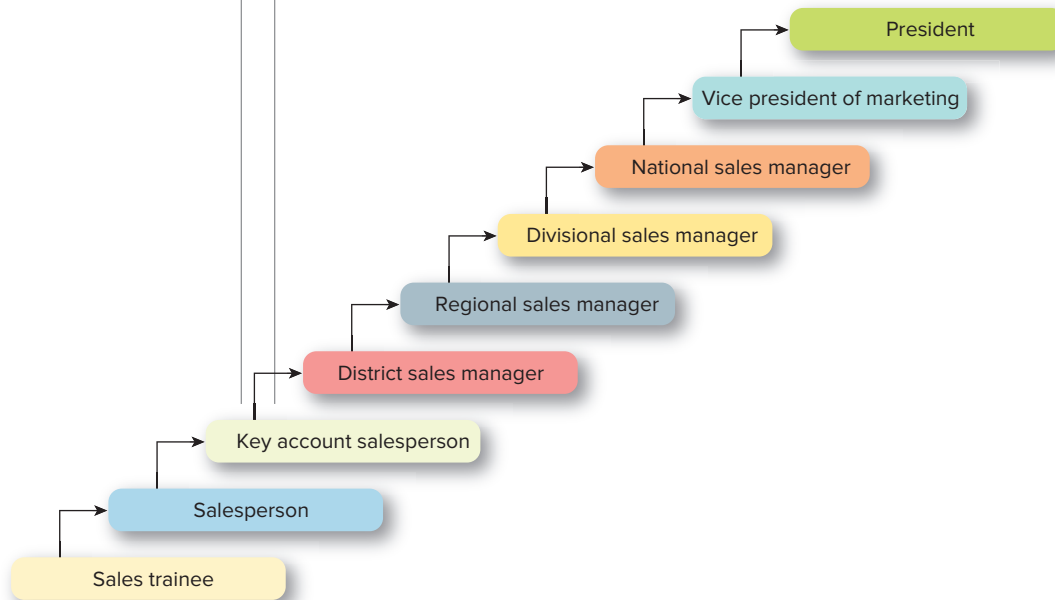 President
Vice president of marketing
National sales manager
Divisional sales manager
Regional sales manager
District sales manager
Key account salesperson
Salesperson
Sales trainee